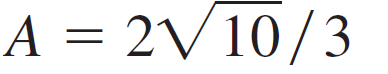 A = 2√10/3